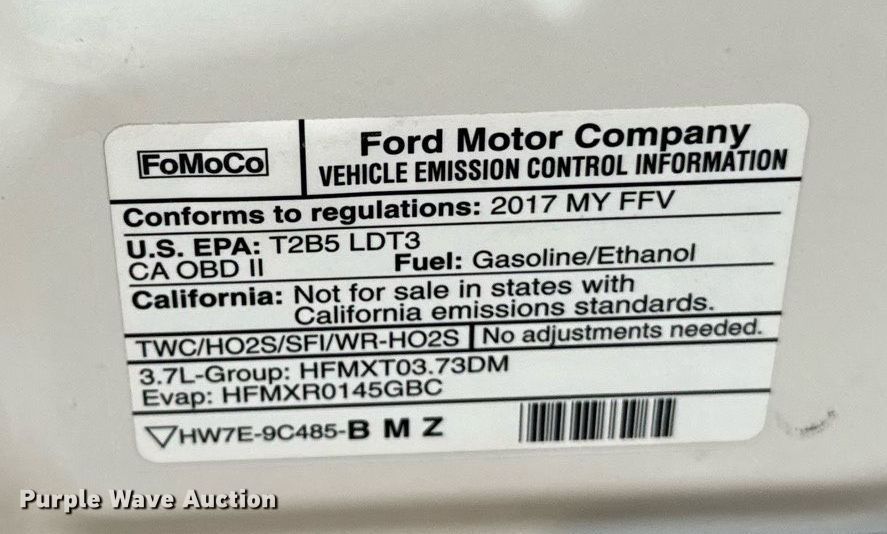 FoMoCo
Ford Motor Company
VEHICLE EMISSION CONTROL INFORMATION
Conforms to regulations: 2017 MY FFV
U.S. EPA: T2B5 LDT3
CA OBD II Fuel: Gasoline/Ethanol
California: Not for sale in states with
California emissions standards.
TWC/HO2S/SFI/WR-HO2S No adjustments needed.
3.7L-Group: HFMXT03.73DM
Evap: HFMXR0145GBC
HW7E-9C485-B M Z
Purple Wave Auction